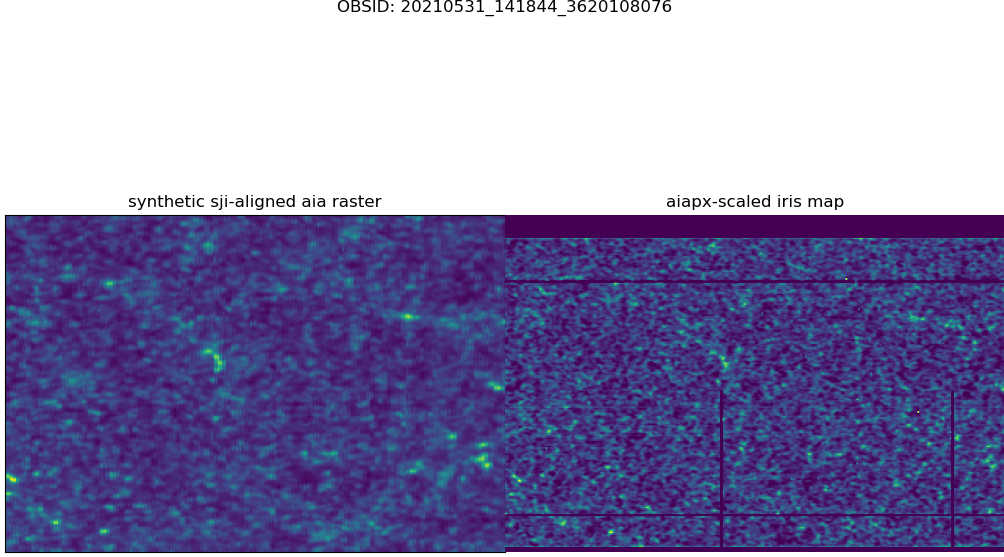 OBSID: 20210531_141844_3620108076
synthetic sji-aligned aia raster
aiapx-scaled iris map